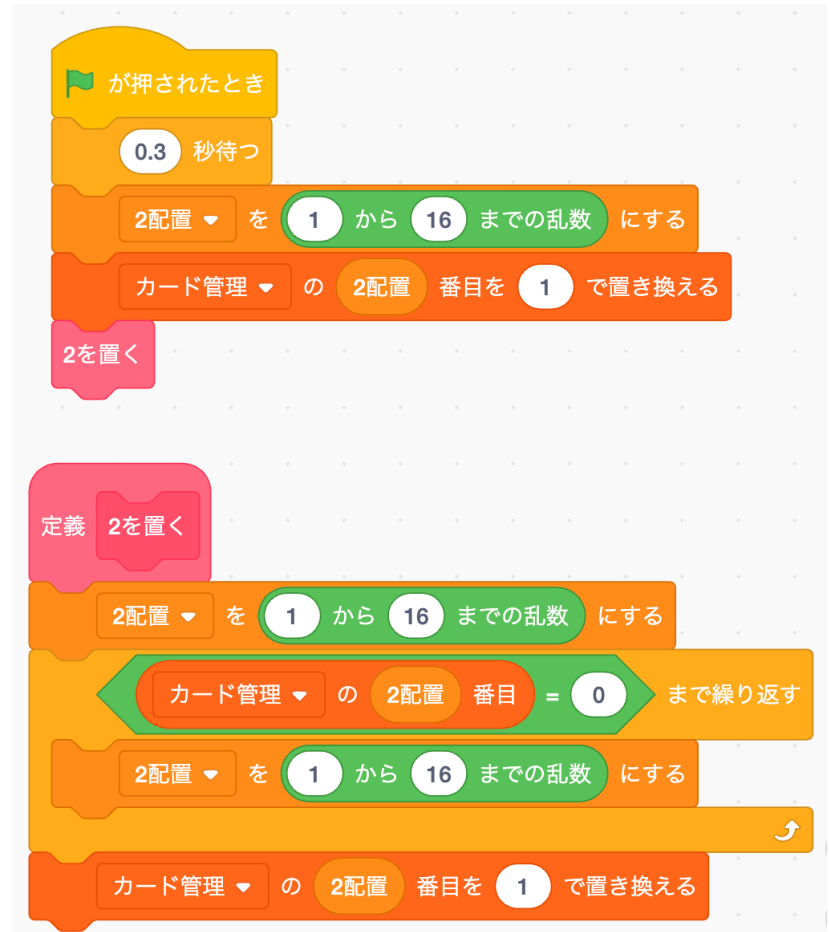 が押されたとき
0.3 秒待つ
2配置 を 1 から 16 までの乱数 にする
カード管理 の 2配置 番目を 1 で置き換える
2を置く
定義 2を置く
2配置 を 1 から 16 までの乱数 にする
カード管理 の 2配置 番目 = 0 まで繰り返す
2配置 を 1 から 16 までの乱数 にする
カード管理 の 2配置 番目を 1 で置き換える